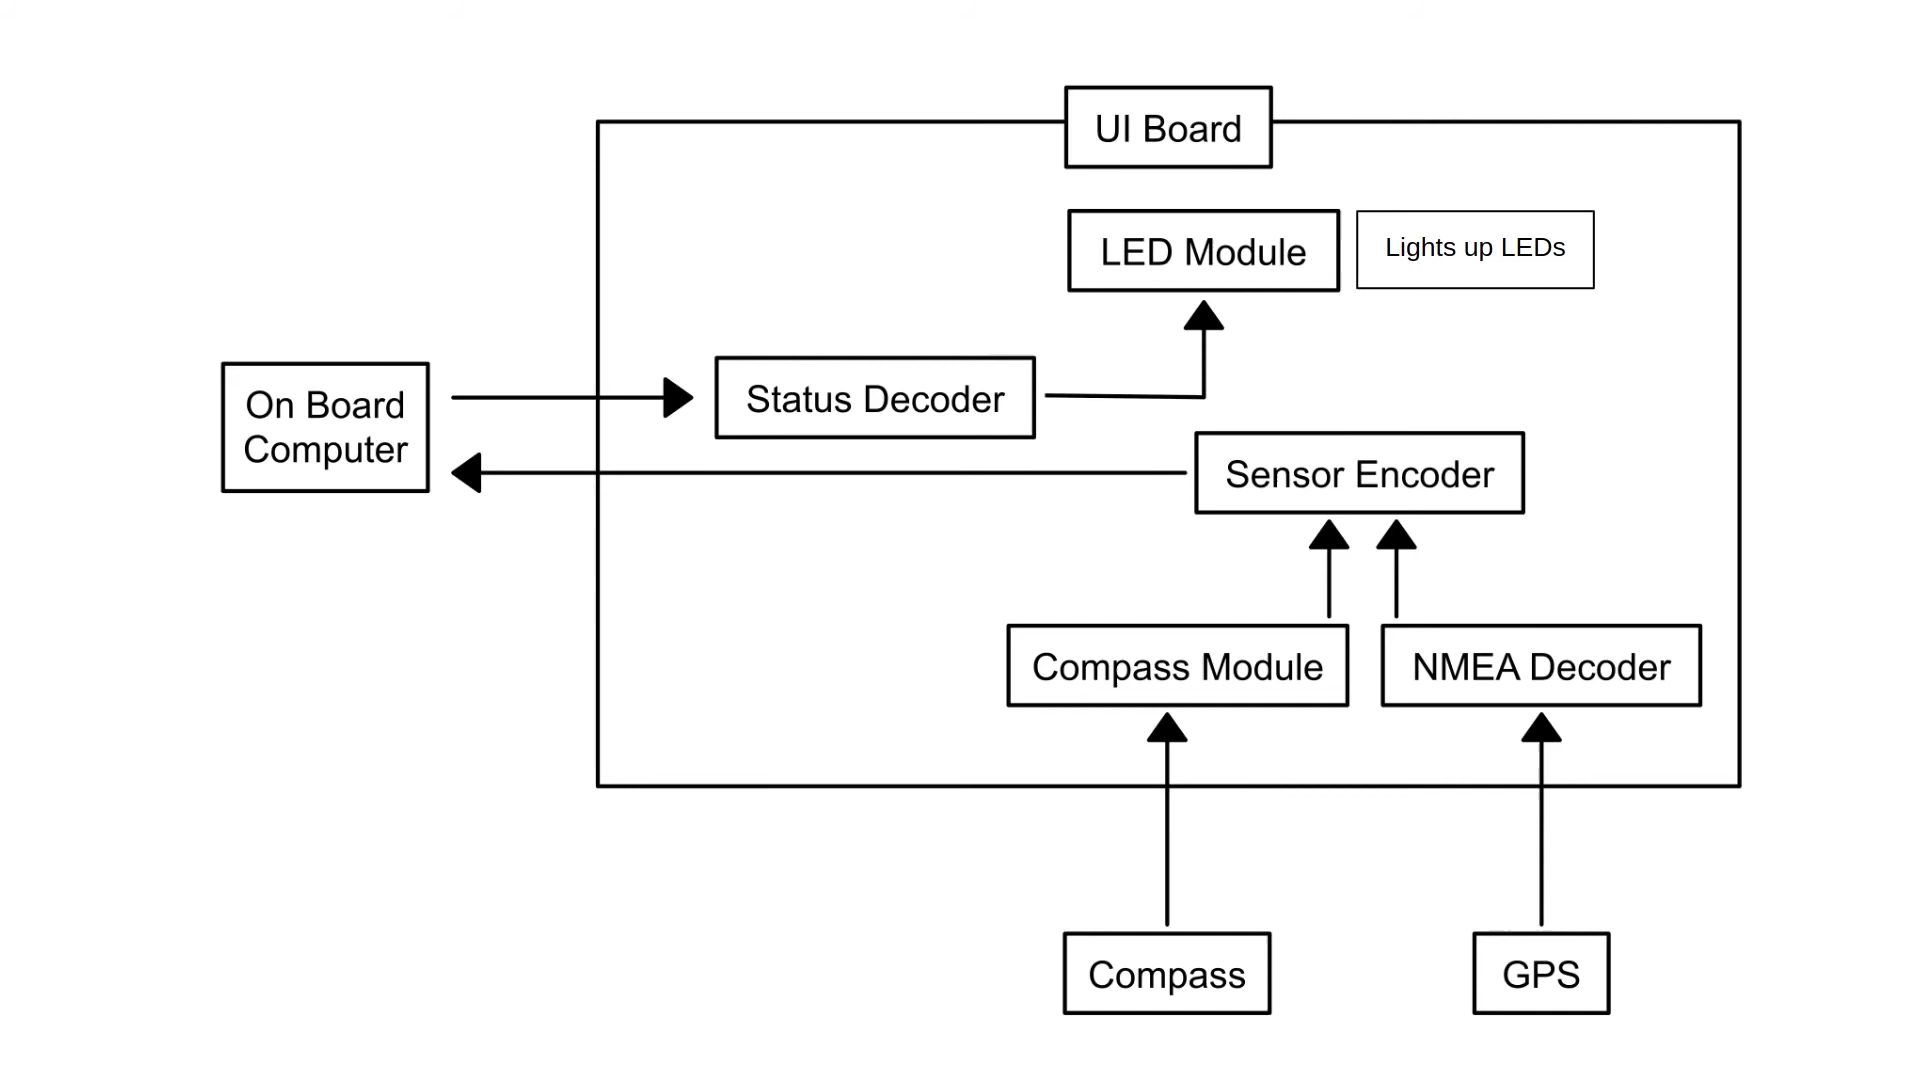 UI Board
LED Module
Lights up LEDs
On Board
Computer
Status Decoder
Sensor Encoder
Compass Module
NMEA Decoder
Compass
GPS